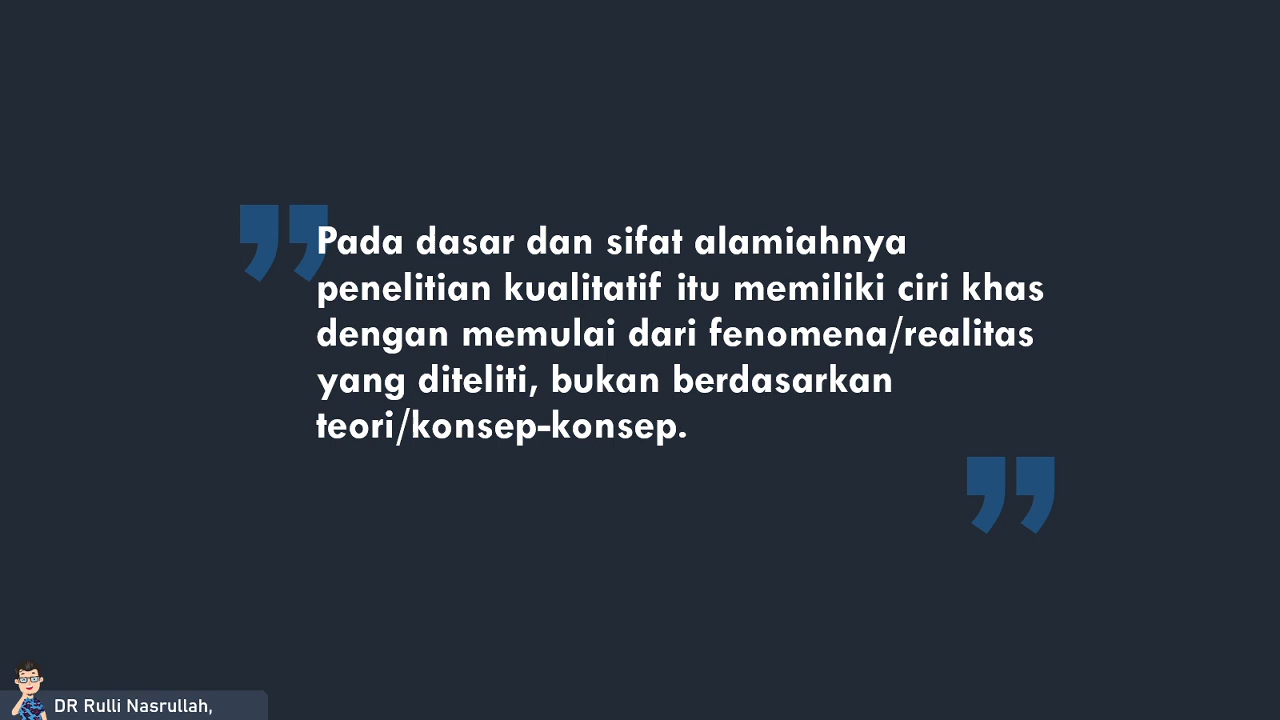 Pada dasar dan sifat alamiahnya
penelitian kualitatif itu memiliki ciri khas
dengan memulai dari fenomena/realitas
yang diteliti, bukan berdasarkan
teori/konsep-konsep.
DR Rulli Nasrullah,